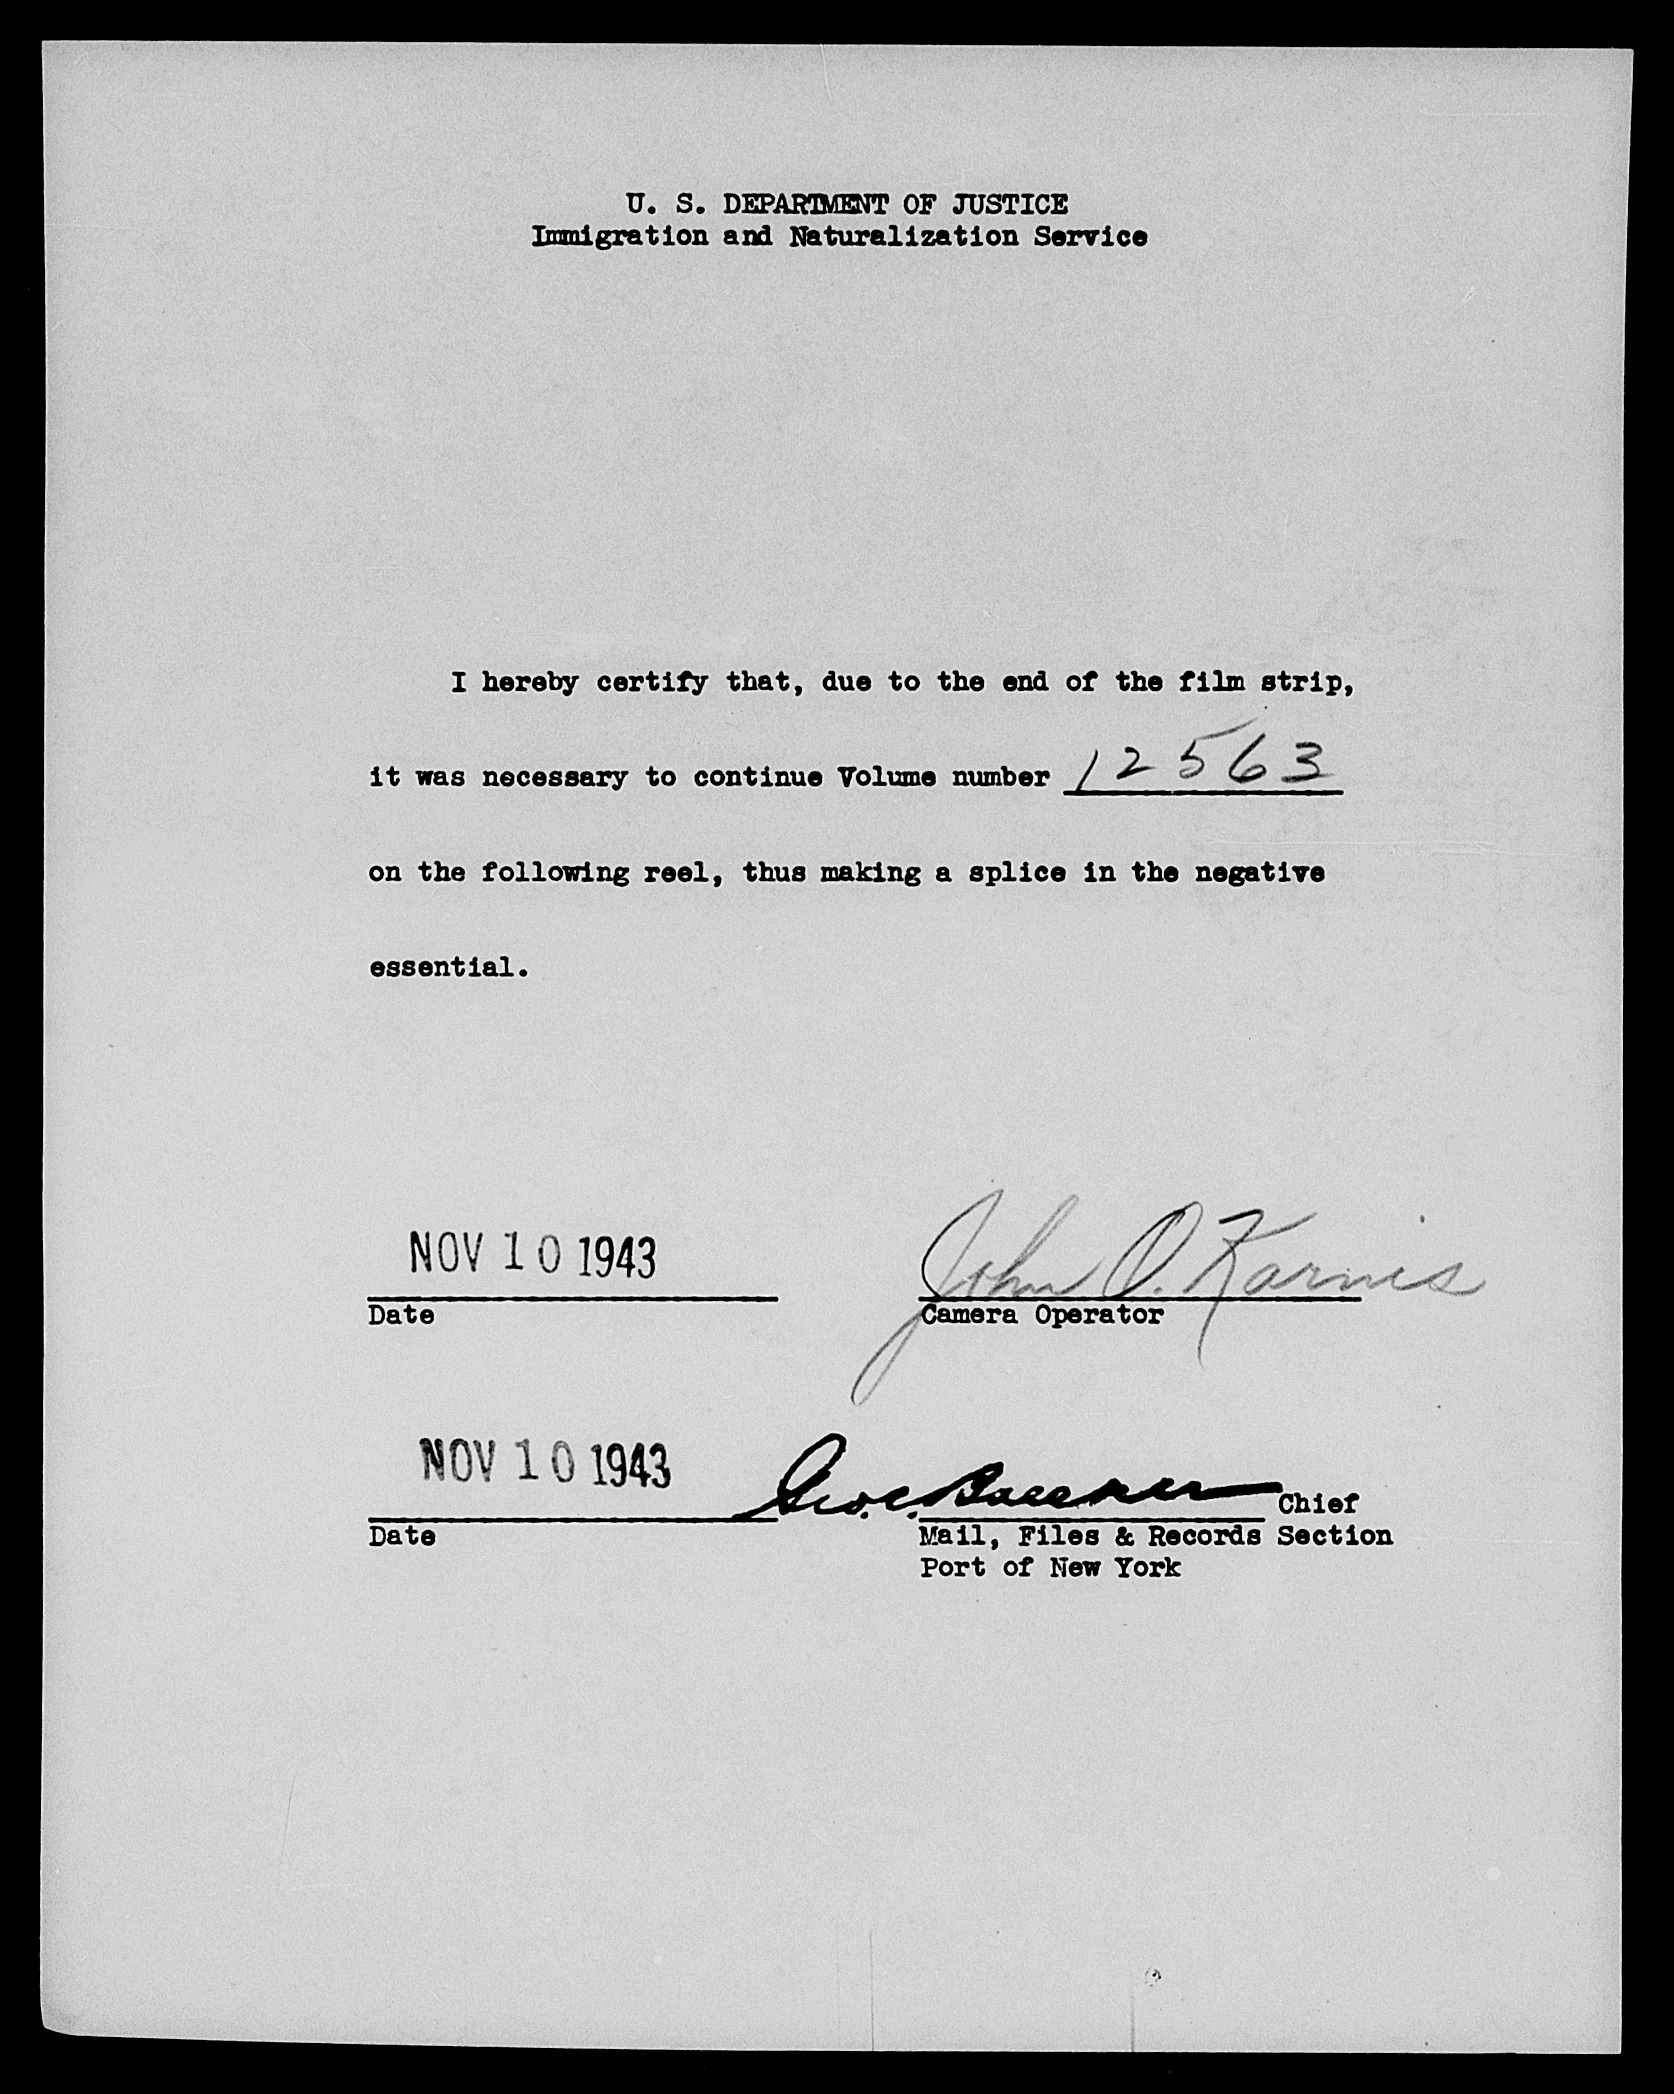 U. S. DEPARTMENT OF JUSTICE
Immigration and Naturalization Service
I hereby certify that, due to the end of the film strip,
it was necessary to continue Volume number 12563
on the following reel, thus making a splice in the negative
essential.
NOV 10 1943 John O. Karnis
Date Camera Operator
NOV 10 1943 Geo. C. Chief
Date Mail, Files & Records Section
Port of New York